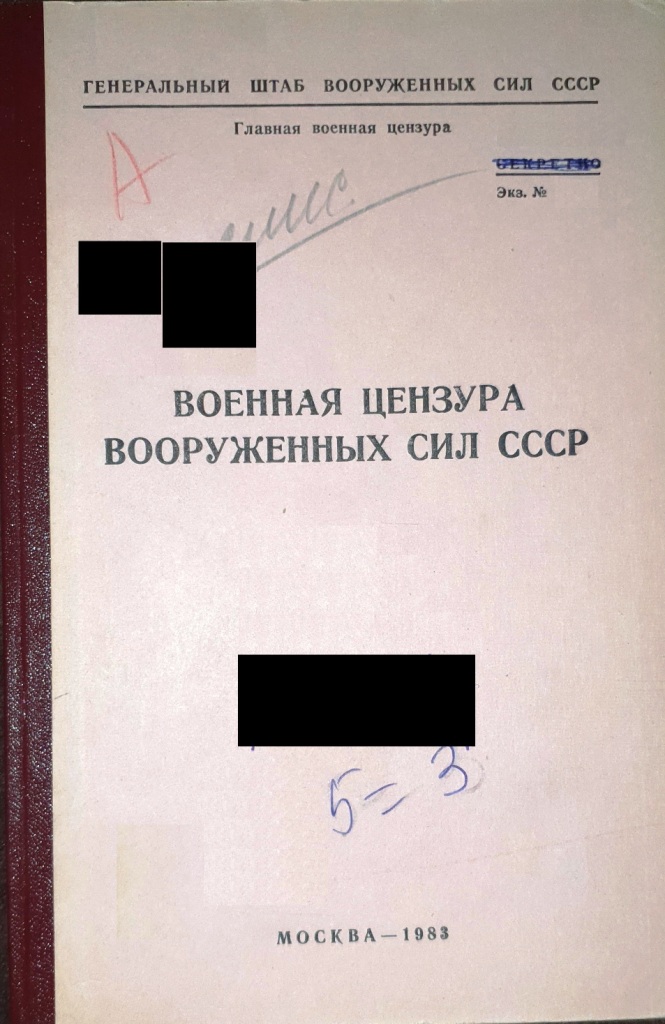 ГЕНЕРАЛЬНЫЙ ШТАБ ВООРУЖЕННЫХ СИЛ СССР
Главная военная цензура
СЕКРЕТНО
Экз. №
А
ВОЕННАЯ ЦЕНЗУРА
ВООРУЖЕННЫХ СИЛ СССР
5= 3
МОСКВА—1983